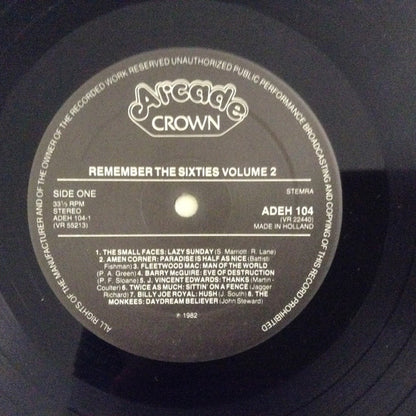 ALL RIGHTS OF THE MANUFACTURER AND OF THE OWNER OF THE RECORDED WORK RESERVED UNAUTHORIZED PUBLIC PERFORMANCE BROADCASTING AND COPYING OF THIS RECORD PROHIBITED
Arcade
CROWN
REMEMBER THE SIXTIES VOLUME 2
SIDE ONE
33⅓ RPM
STEREO
ADEH 104-1
(VR 55213)
STEMRA
ADEH 104
(VR 22440)
MADE IN HOLLAND
1. THE SMALL FACES: LAZY SUNDAY (S. Marriott - R. Lane)
2. AMEN CORNER: PARADISE IS HALF AS NICE (Battisti
Fishman) 3. FLEETWOOD MAC: MAN OF THE WORLD
(P. A. Green) 4. BARRY McGUIRE: EVE OF DESTRUCTION
(P. F. Sloane) 5. J. VINCENT EDWARDS: THANKS (Martin -
Coulter) 6. TWICE AS MUCH: SITTIN' ON A FENCE (Jagger
Richard) 7. BILLY JOE ROYAL: HUSH (J. South) 8. THE
MONKEES: DAYDREAM BELIEVER (John Steward)
℗ 1982